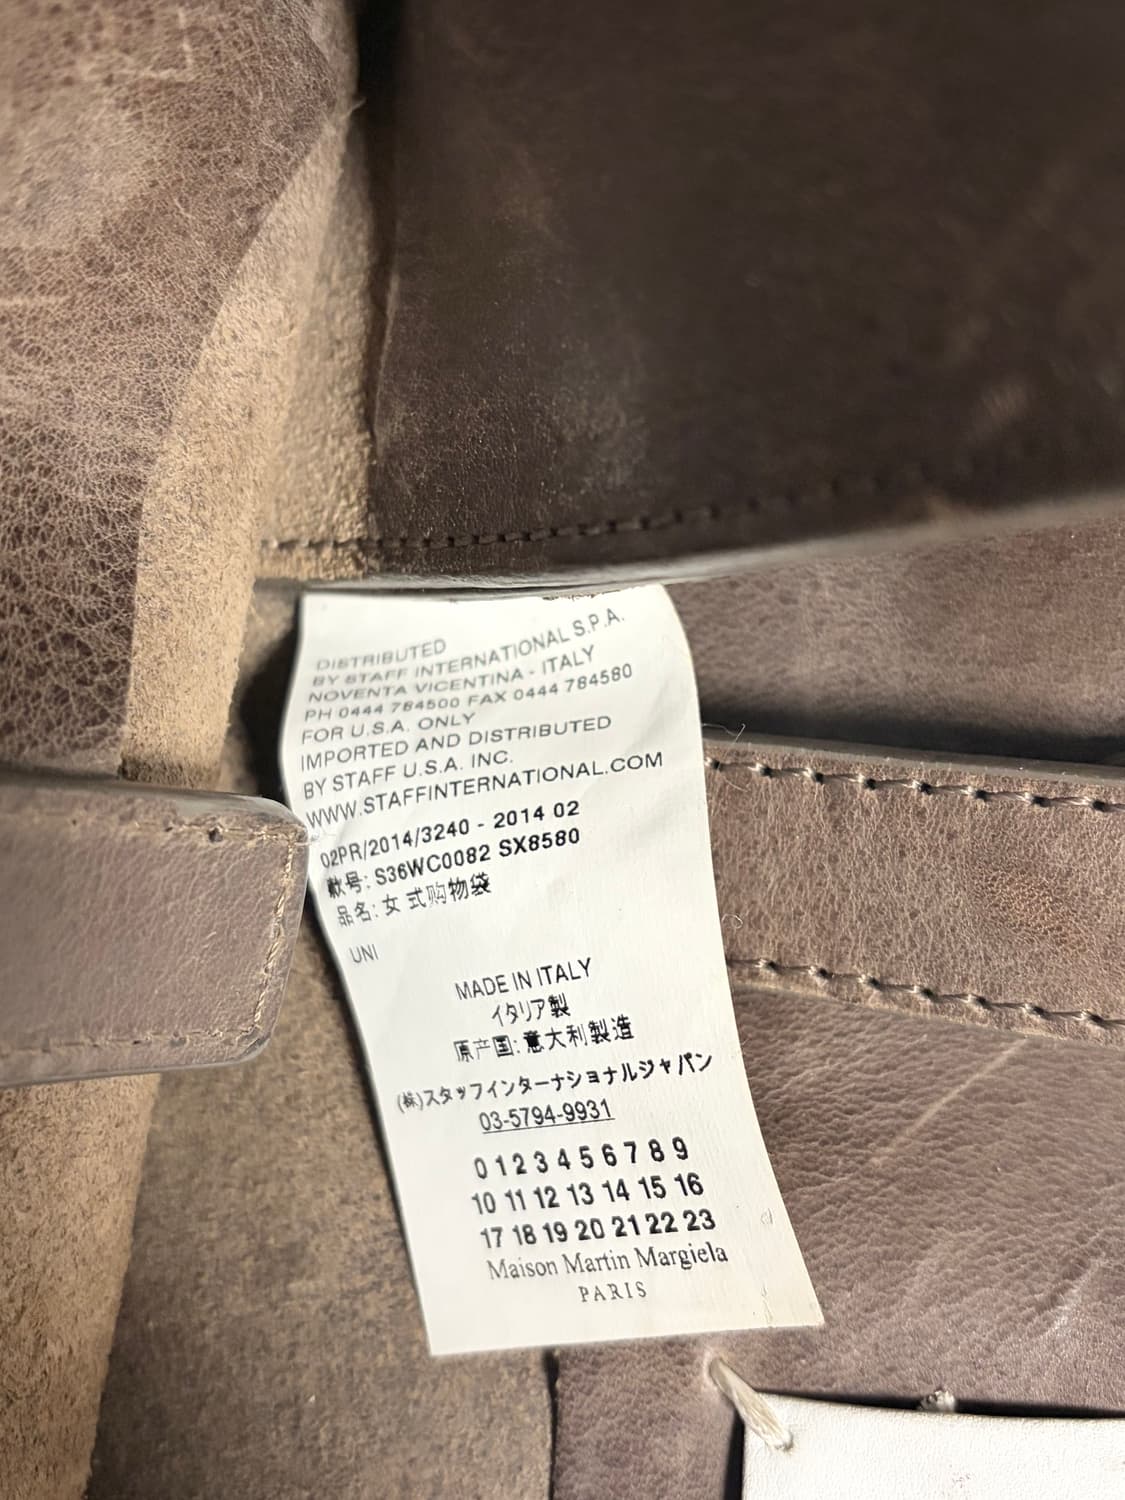 DISTRIBUTED
BY STAFF INTERNATIONAL S.P.A.
NOVENTA VICENTINA - ITALY
PH 0444 784500 FAX 0444 784580
FOR U.S.A. ONLY
IMPORTED AND DISTRIBUTED
BY STAFF U.S.A. INC.
WWW.STAFFINTERNATIONAL.COM
02PR/2014/3240 - 2014 02
款号: S36WC0082 SX8580
品名: 女式购物袋
UNI
MADE IN ITALY
イタリア製
原产国: 意大利製造
(株)スタッフインターナショナルジャパン
03-5794-9931
0 1 2 3 4 5 6 7 8 9
10 11 12 13 14 15 16
17 18 19 20 21 22 23
Maison Martin Margiela
PARIS